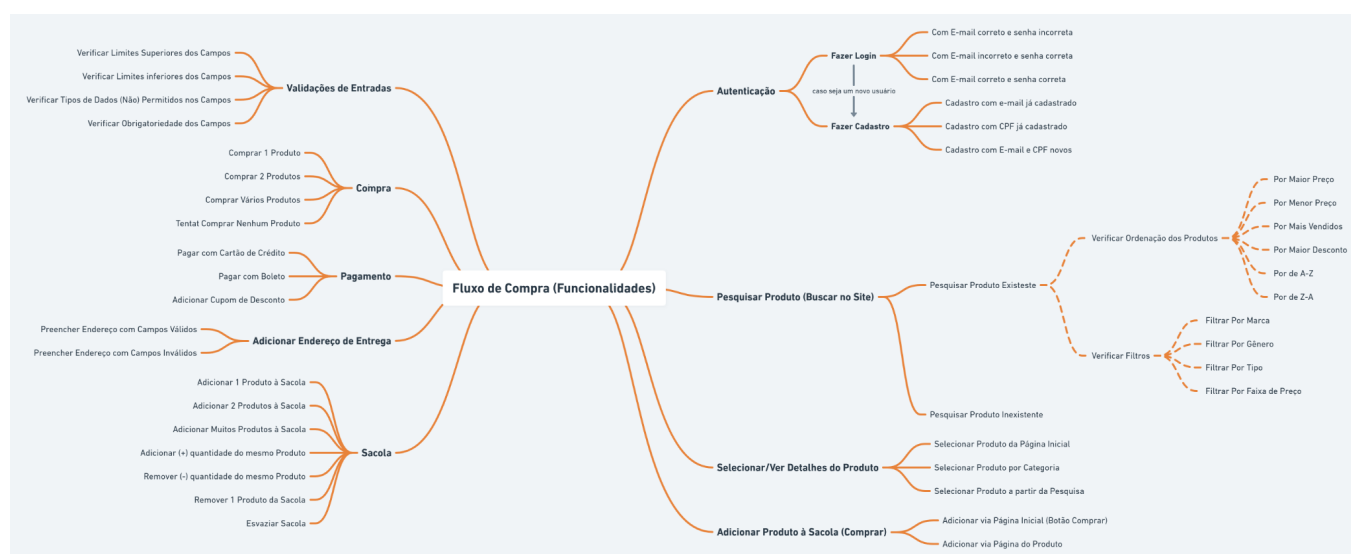 Fluxo de Compra (Funcionalidades)
Validações de Entradas
Verificar Limites Superiores dos Campos
Verificar Limites inferiores dos Campos
Verificar Tipos de Dados (Não) Permitidos nos Campos
Verificar Obrigatoriedade dos Campos
Compra
Comprar 1 Produto
Comprar 2 Produtos
Comprar Vários Produtos
Tentat Comprar Nenhum Produto
Pagamento
Pagar com Cartão de Crédito
Pagar com Boleto
Adicionar Cupom de Desconto
Adicionar Endereço de Entrega
Preencher Endereço com Campos Válidos
Preencher Endereço com Campos Inválidos
Sacola
Adicionar 1 Produto à Sacola
Adicionar 2 Produtos à Sacola
Adicionar Muitos Produtos à Sacola
Adicionar (+) quantidade do mesmo Produto
Remover (-) quantidade do mesmo Produto
Remover 1 Produto da Sacola
Esvaziar Sacola
Autenticação
Fazer Login
Com E-mail correto e senha incorreta
Com E-mail incorreto e senha correta
Com E-mail correto e senha correta
caso seja um novo usuário
Fazer Cadastro
Cadastro com e-mail já cadastrado
Cadastro com CPF já cadastrado
Cadastro com E-mail e CPF novos
Pesquisar Produto (Buscar no Site)
Pesquisar Produto Existeste
Verificar Ordenação dos Produtos
Por Maior Preço
Por Menor Preço
Por Mais Vendidos
Por Maior Desconto
Por de A-Z
Por de Z-A
Verificar Filtros
Filtrar Por Marca
Filtrar Por Gênero
Filtrar Por Tipo
Filtrar Por Faixa de Preço
Pesquisar Produto Inexistente
Selecionar/Ver Detalhes do Produto
Selecionar Produto da Página Inicial
Selecionar Produto por Categoria
Selecionar Produto a partir da Pesquisa
Adicionar Produto à Sacola (Comprar)
Adicionar via Página Inicial (Botão Comprar)
Adicionar via Página do Produto